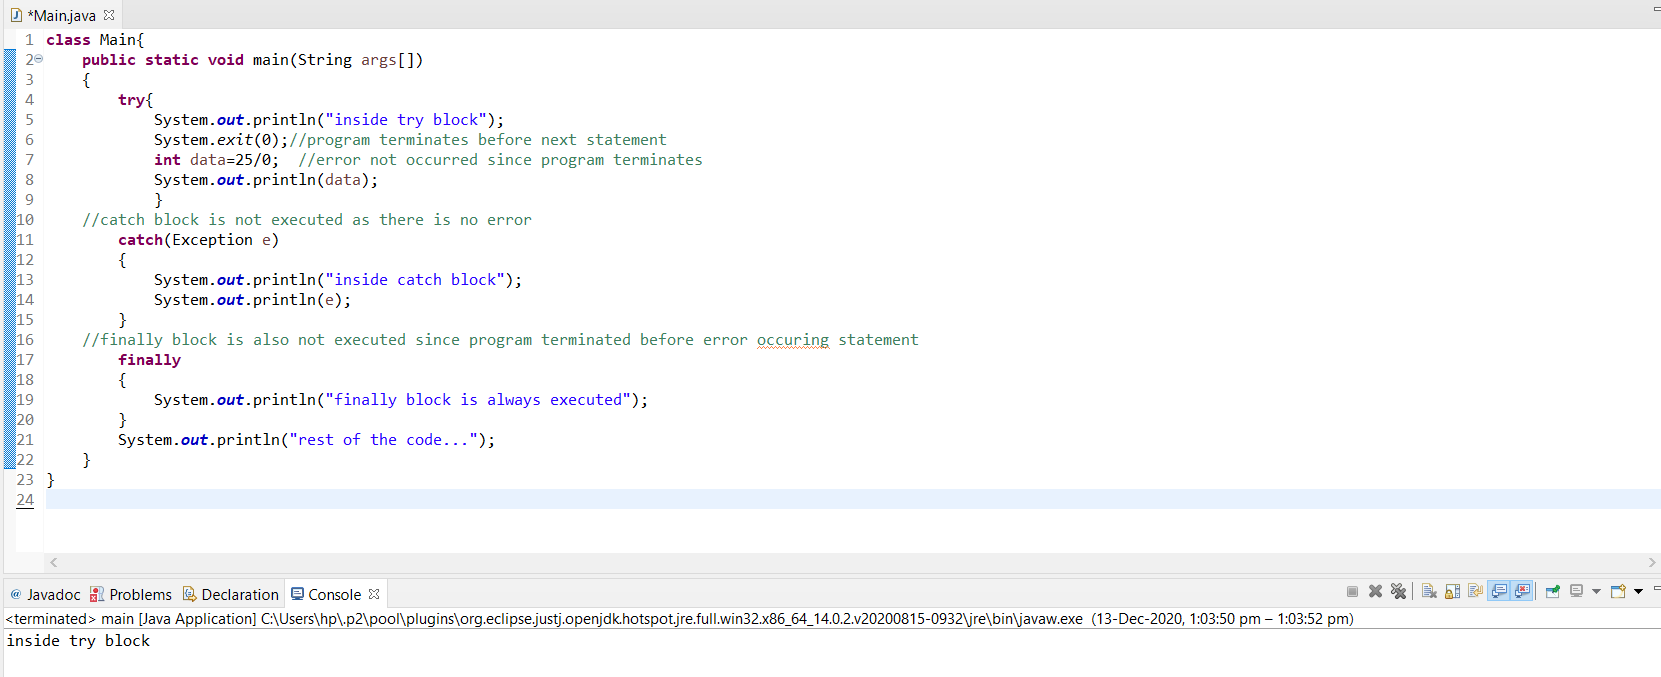 *Main.java
1 class Main{
2 public static void main(String args[])
3 {
4 try{
5 System.out.println("inside try block");
6 System.exit(0);//program terminates before next statement
7 int data=25/0;  //error not occurred since program terminates
8 System.out.println(data);
9 }
10 //catch block is not executed as there is no error
11 catch(Exception e)
12 {
13 System.out.println("inside catch block");
14 System.out.println(e);
15 }
16 //finally block is also not executed since program terminated before error occuring statement
17 finally
18 {
19 System.out.println("finally block is always executed");
20 }
21 System.out.println("rest of the code...");
22 }
23 }
24
@ Javadoc Problems Declaration Console
<terminated> main [Java Application] C:\Users\hp\.p2\pool\plugins\org.eclipse.justj.openjdk.hotspot.jre.full.win32.x86_64_14.0.2.v20200815-0932\jre\bin\javaw.exe (13-Dec-2020, 1:03:50 pm – 1:03:52 pm)
inside try block